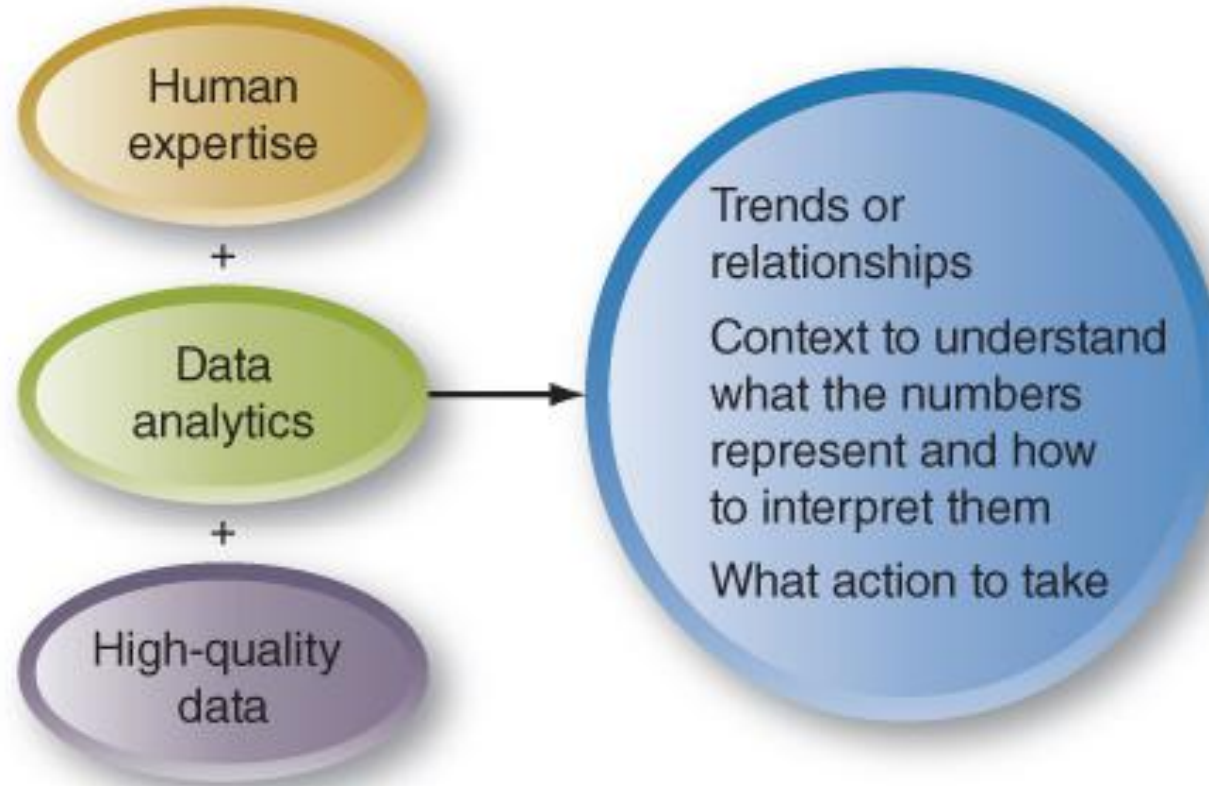 Human
expertise
+
Data
analytics
+
High-quality
data
Trends or
relationships
Context to understand
what the numbers
represent and how
to interpret them
What action to take